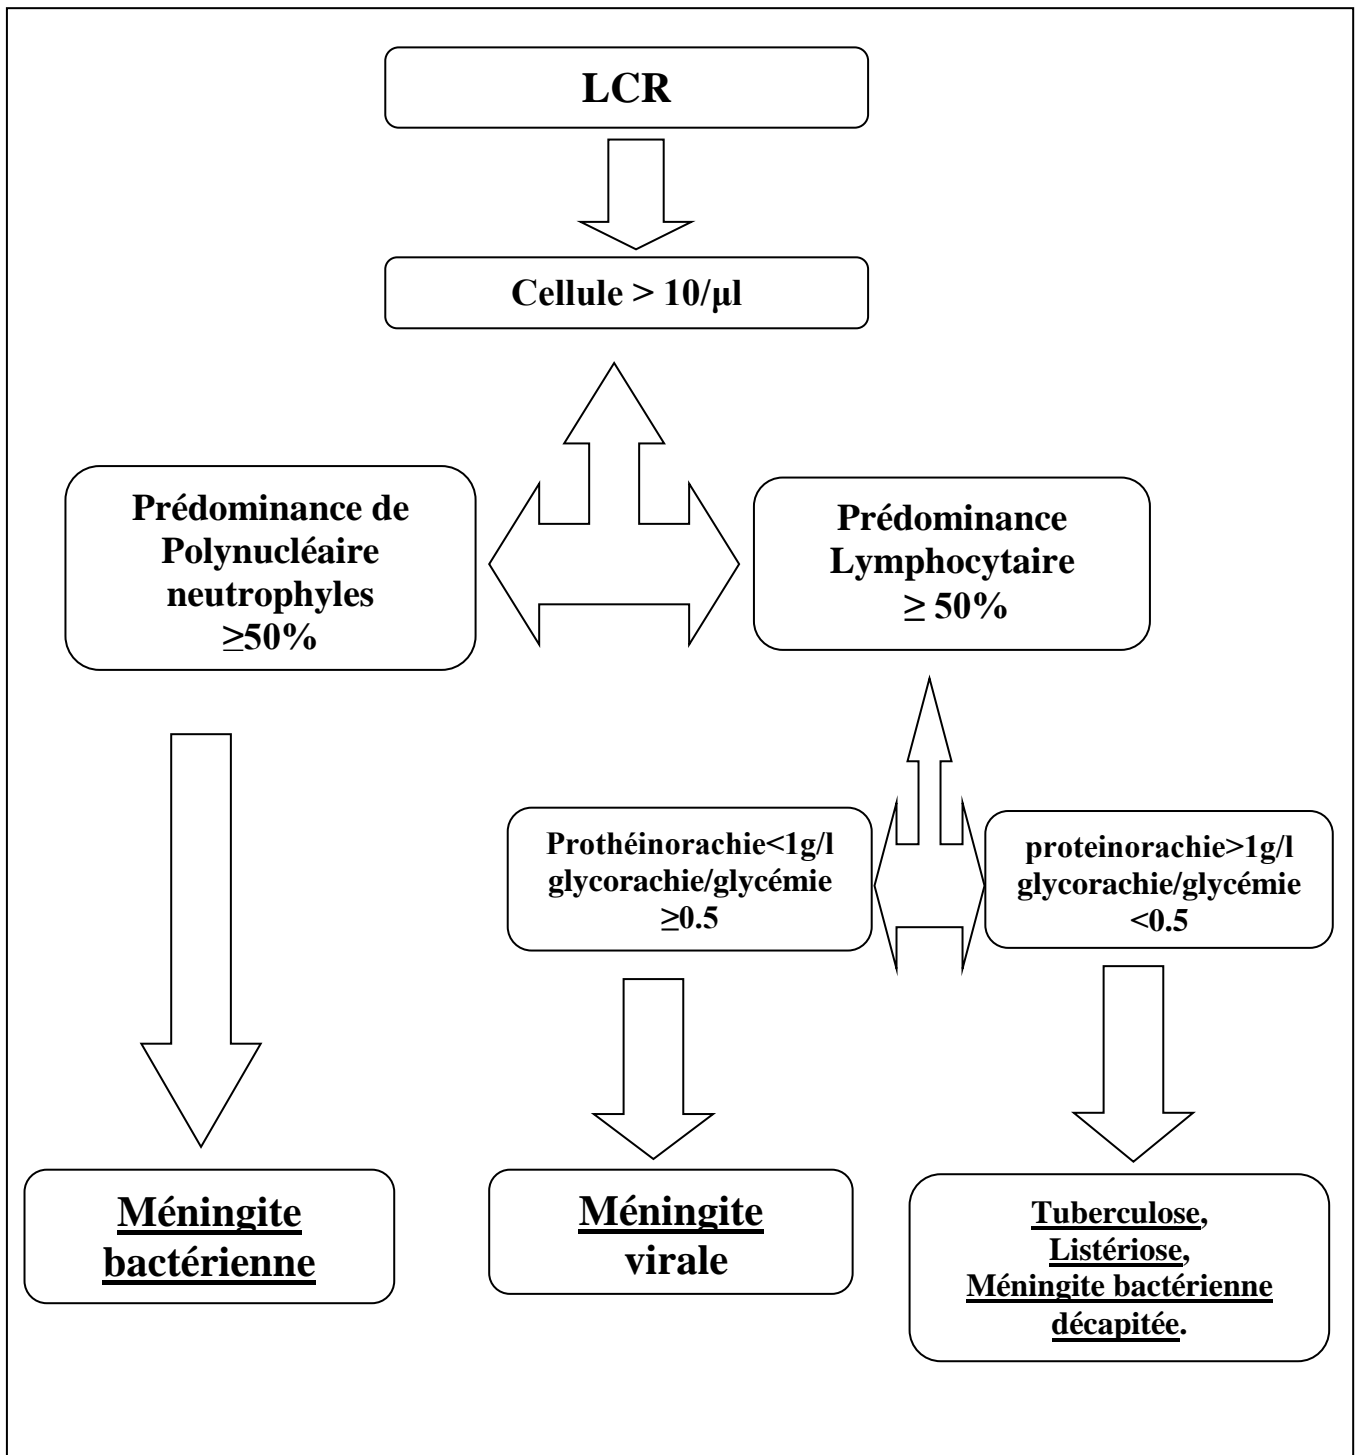 LCR
Cellule > 10/µl
Prédominance de
Polynucléaire
neutrophyles
≥50%
Prédominance
Lymphocytaire
≥ 50%
Prothéinorachie<1g/l
glycorachie/glycémie
≥0.5
proteinorachie>1g/l
glycorachie/glycémie
<0.5
Méningite
bactérienne
Méningite
virale
Tuberculose,
Listériose,
Méningite bactérienne
décapitée.